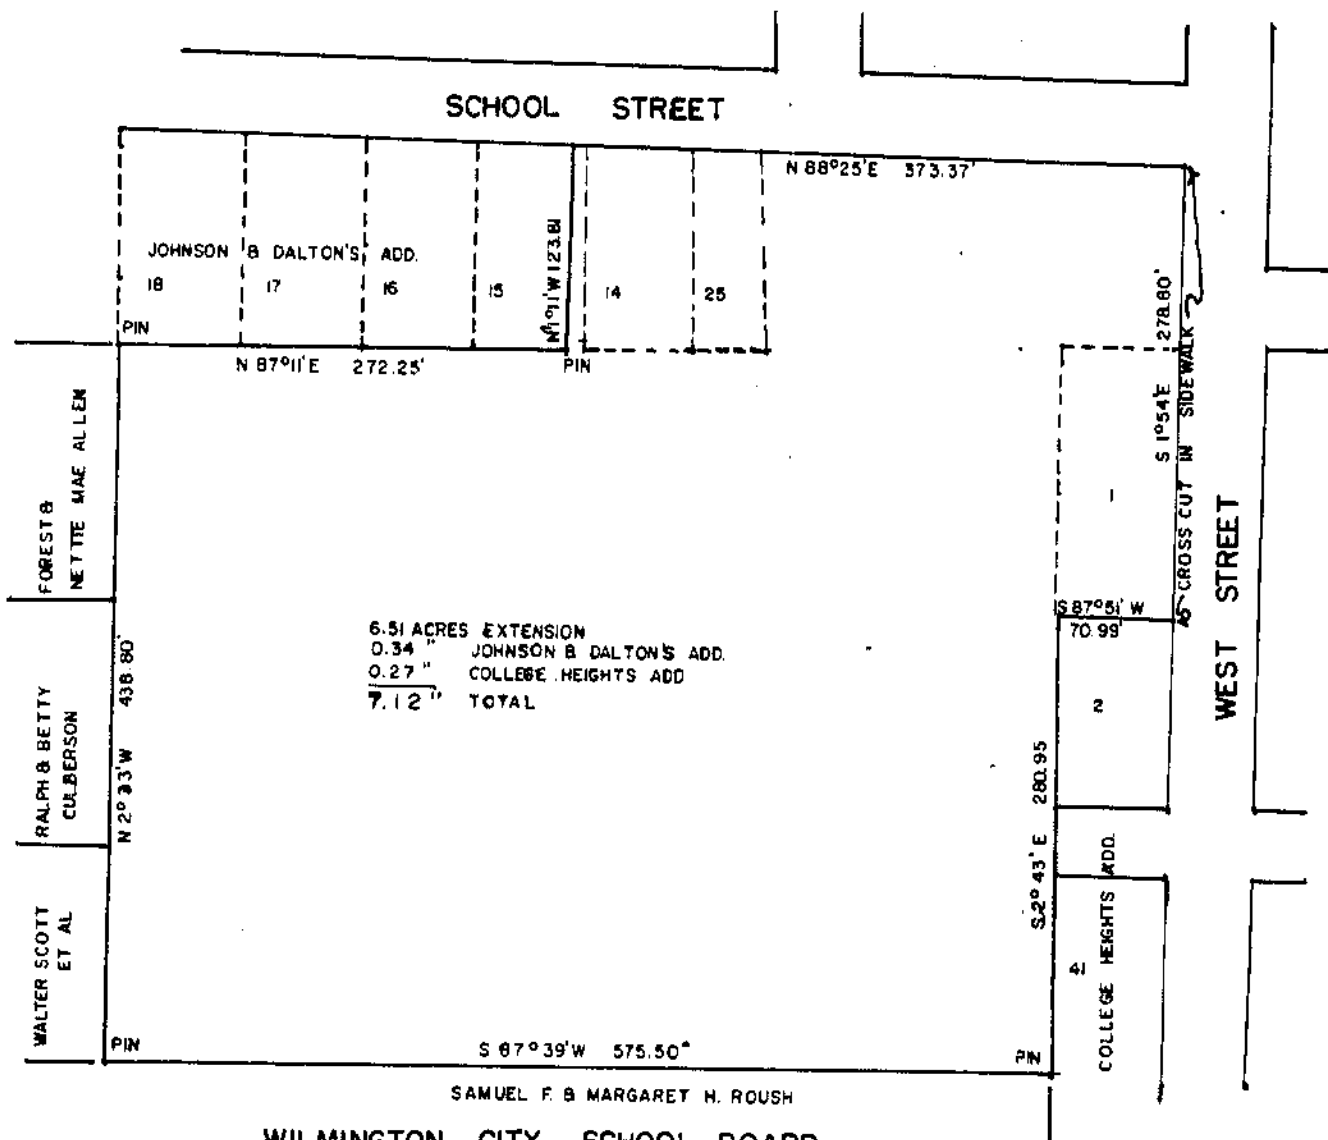 SCHOOL STREET
N 88°25'E 373.37'
JOHNSON & DALTON'S ADD.
18 17 16 15 14 25
N 1°11'W 123.81
PIN
N 87°11'E 272.25'
PIN
S 1°54'E 278.80'
CROSS CUT IN SIDEWALK
WEST STREET
FOREST &
NETTIE MAE ALLEN
1
S 87°51' W
70.99'
6.51 ACRES EXTENSION
0.34 " JOHNSON & DALTON'S ADD.
0.27 " COLLEGE HEIGHTS ADD
7.12 " TOTAL
2
RALPH & BETTY
CULBERSON
N 2°33'W 438.80'
S.2°43' E 280.95
COLLEGE HEIGHTS ADD.
41
WALTER SCOTT
ET AL
PIN
S 87°39'W 575.50"
PIN
SAMUEL F. & MARGARET H. ROUSH
WILMINGTON CITY SCHOOL BOARD